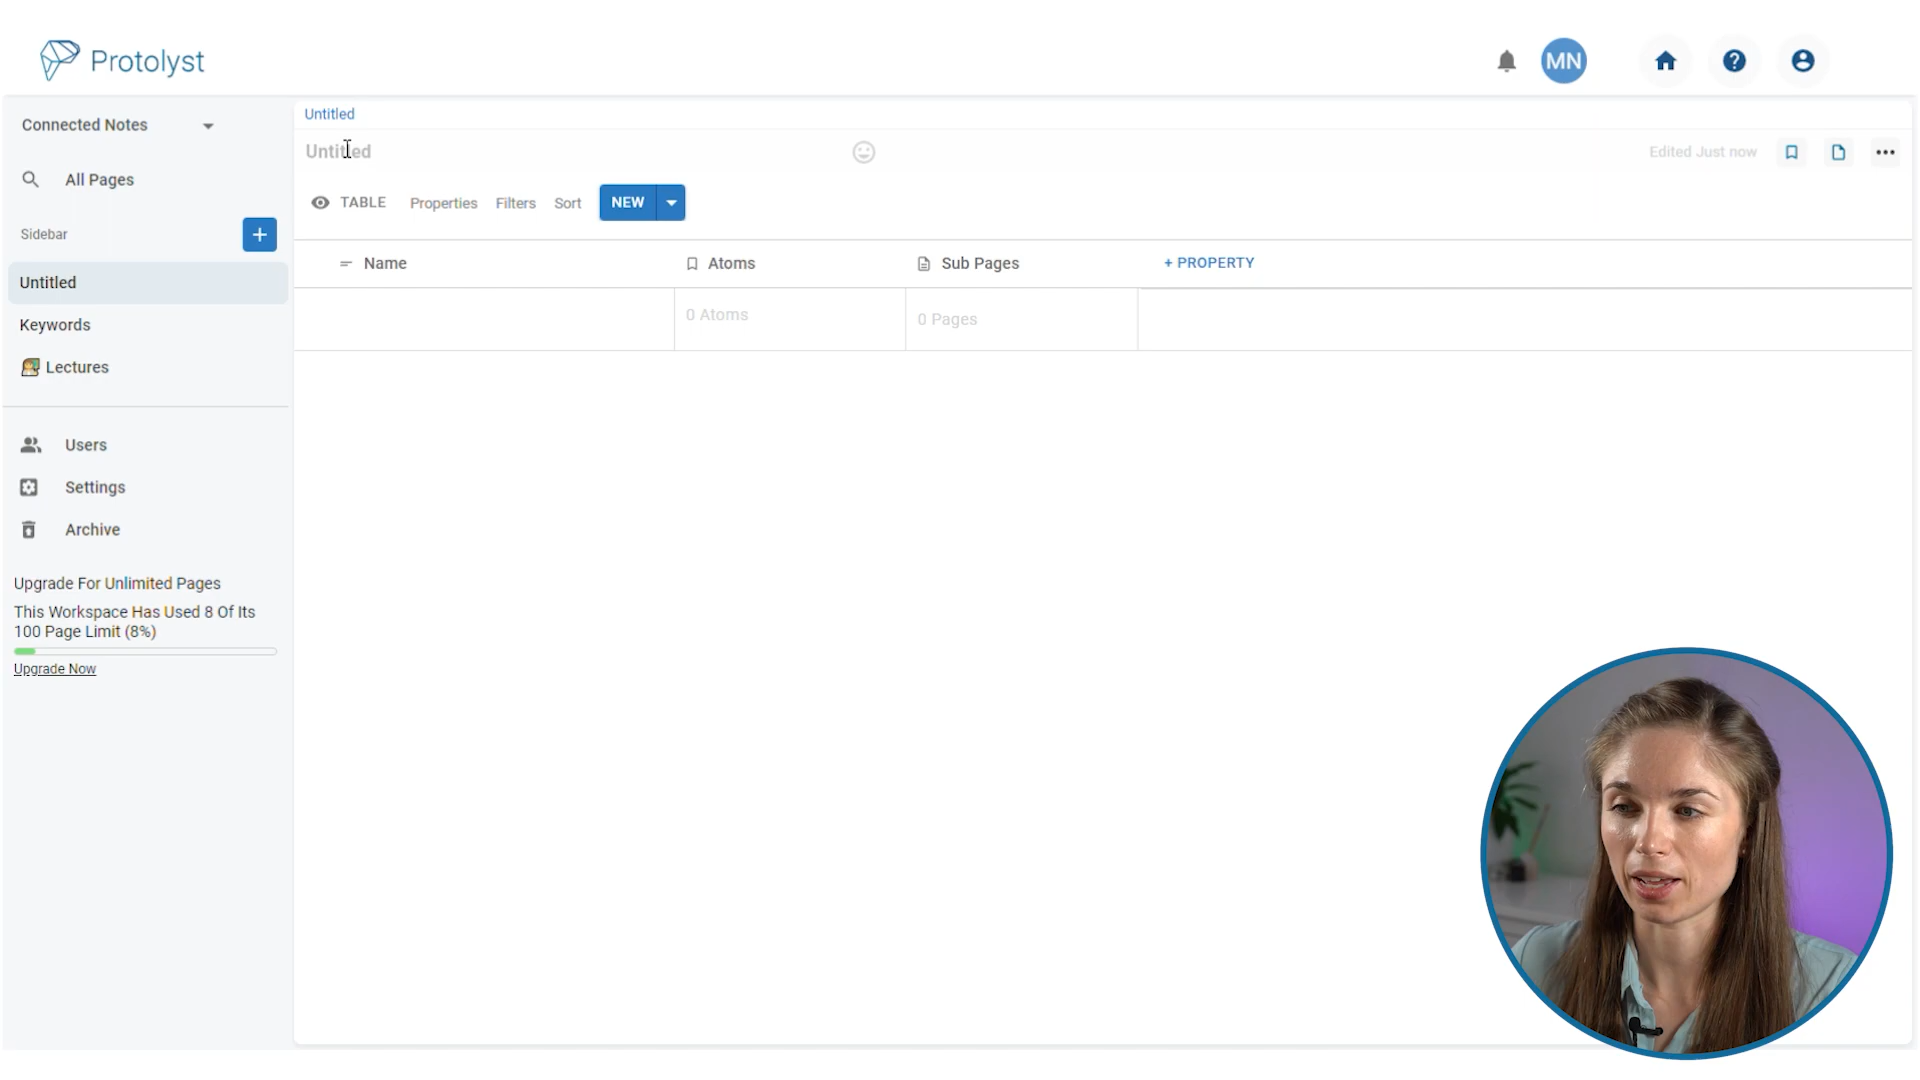 Protolyst
MN
Connected Notes
All Pages
Sidebar
Untitled
Keywords
Lectures
Users
Settings
Archive
Upgrade For Unlimited Pages
This Workspace Has Used 8 Of Its
100 Page Limit (8%)
Upgrade Now
Untitled
Untitled
Edited Just now
TABLE Properties Filters Sort NEW
Name Atoms Sub Pages + PROPERTY
0 Atoms 0 Pages